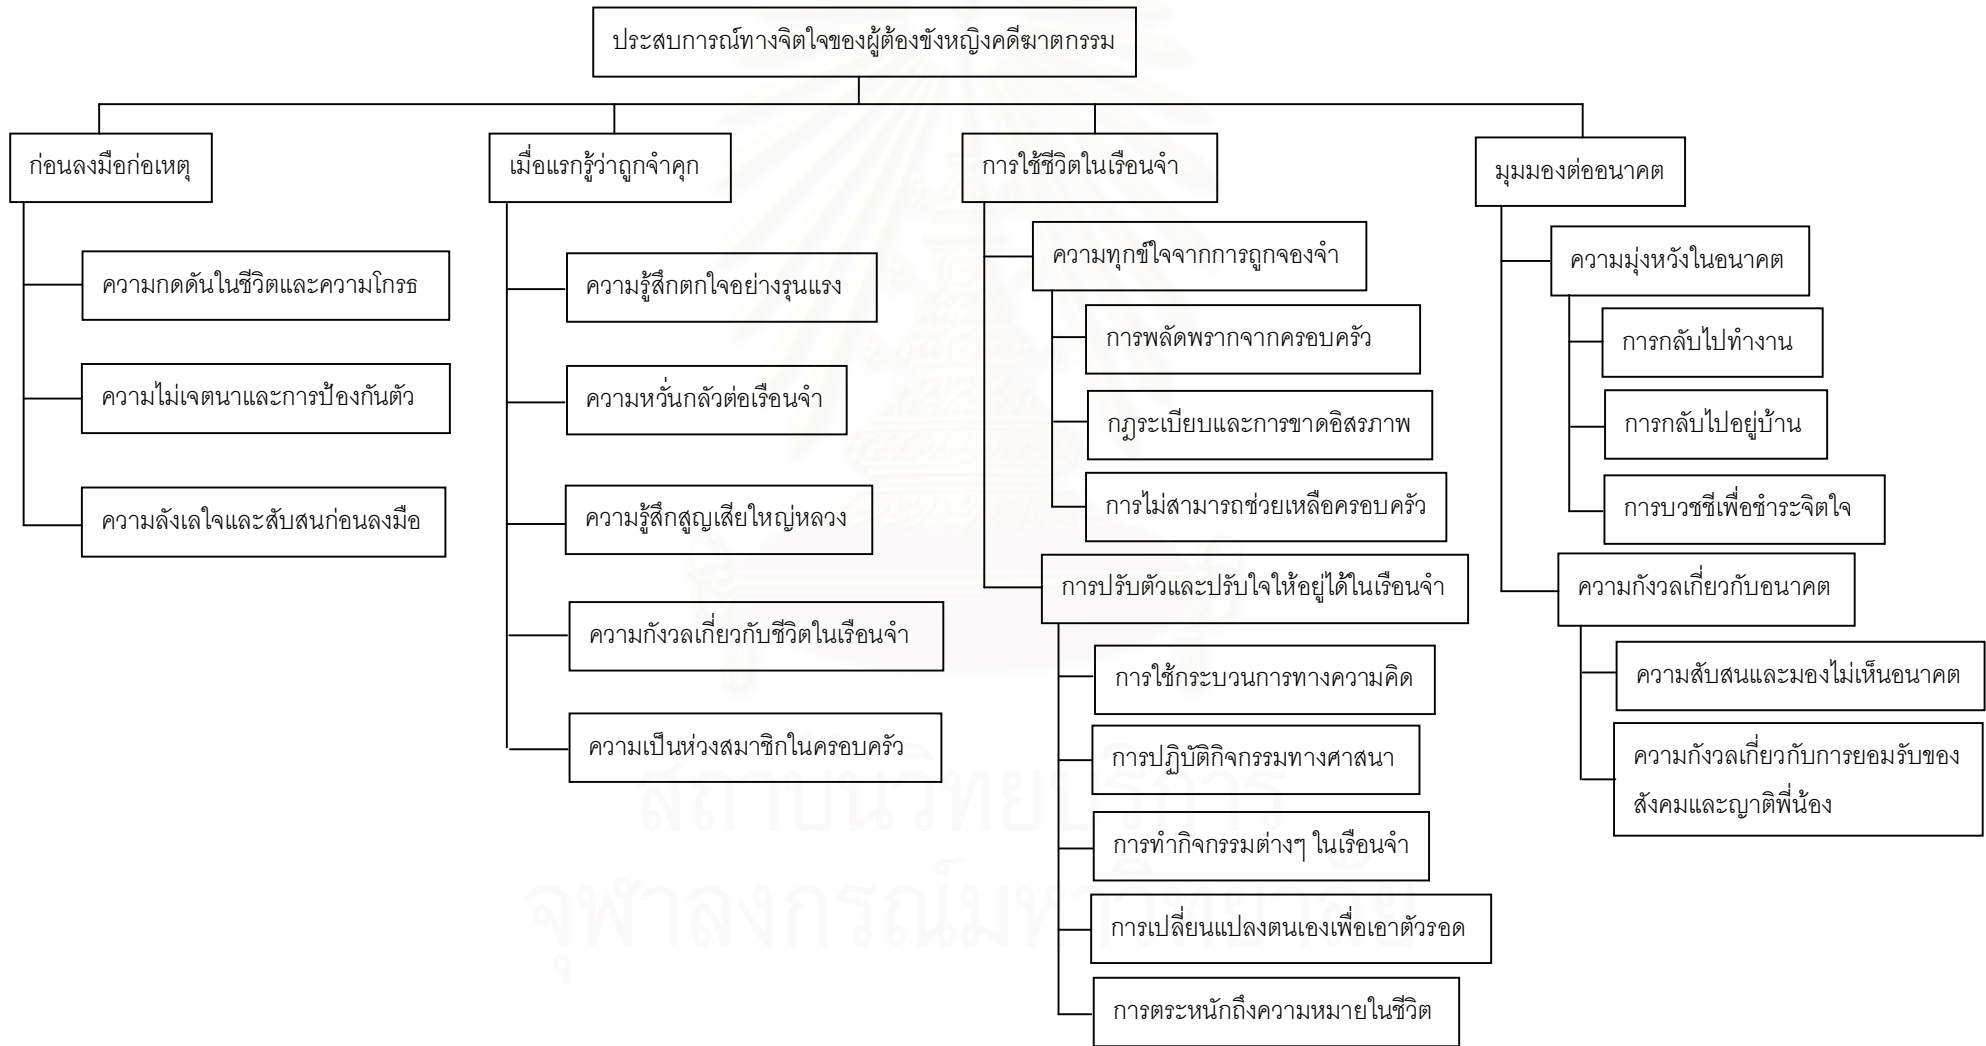 ประสบการณ์ทางจิตใจของผู้ต้องขังหญิงคดีฆาตกรรม
ก่อนลงมือก่อเหตุ
ความกดดันในชีวิตและความโกรธ
ความไม่เจตนาและการป้องกันตัว
ความลังเลใจและสับสนก่อนลงมือ
เมื่อแรกรู้ว่าถูกจำคุก
ความรู้สึกตกใจอย่างรุนแรง
ความหวั่นกลัวต่อเรือนจำ
ความรู้สึกสูญเสียใหญ่หลวง
ความกังวลเกี่ยวกับชีวิตในเรือนจำ
ความเป็นห่วงสมาชิกในครอบครัว
การใช้ชีวิตในเรือนจำ
ความทุกข์ใจจากการถูกจองจำ
การพลัดพรากจากครอบครัว
กฎระเบียบและการขาดอิสรภาพ
การไม่สามารถช่วยเหลือครอบครัว
การปรับตัวและปรับใจให้อยู่ได้ในเรือนจำ
การใช้กระบวนการทางความคิด
การปฏิบัติกิจกรรมทางศาสนา
การทำกิจกรรมต่างๆ ในเรือนจำ
การเปลี่ยนแปลงตนเองเพื่อเอาตัวรอด
การตระหนักถึงความหมายในชีวิต
มุมมองต่ออนาคต
ความมุ่งหวังในอนาคต
การกลับไปทำงาน
การกลับไปอยู่บ้าน
การบวชชีเพื่อชำระจิตใจ
ความกังวลเกี่ยวกับอนาคต
ความสับสนและมองไม่เห็นอนาคต
ความกังวลเกี่ยวกับการยอมรับของ
สังคมและญาติพี่น้อง
สถาบันวิทยบริการ
จุฬาลงกรณ์มหาวิทยาลัย